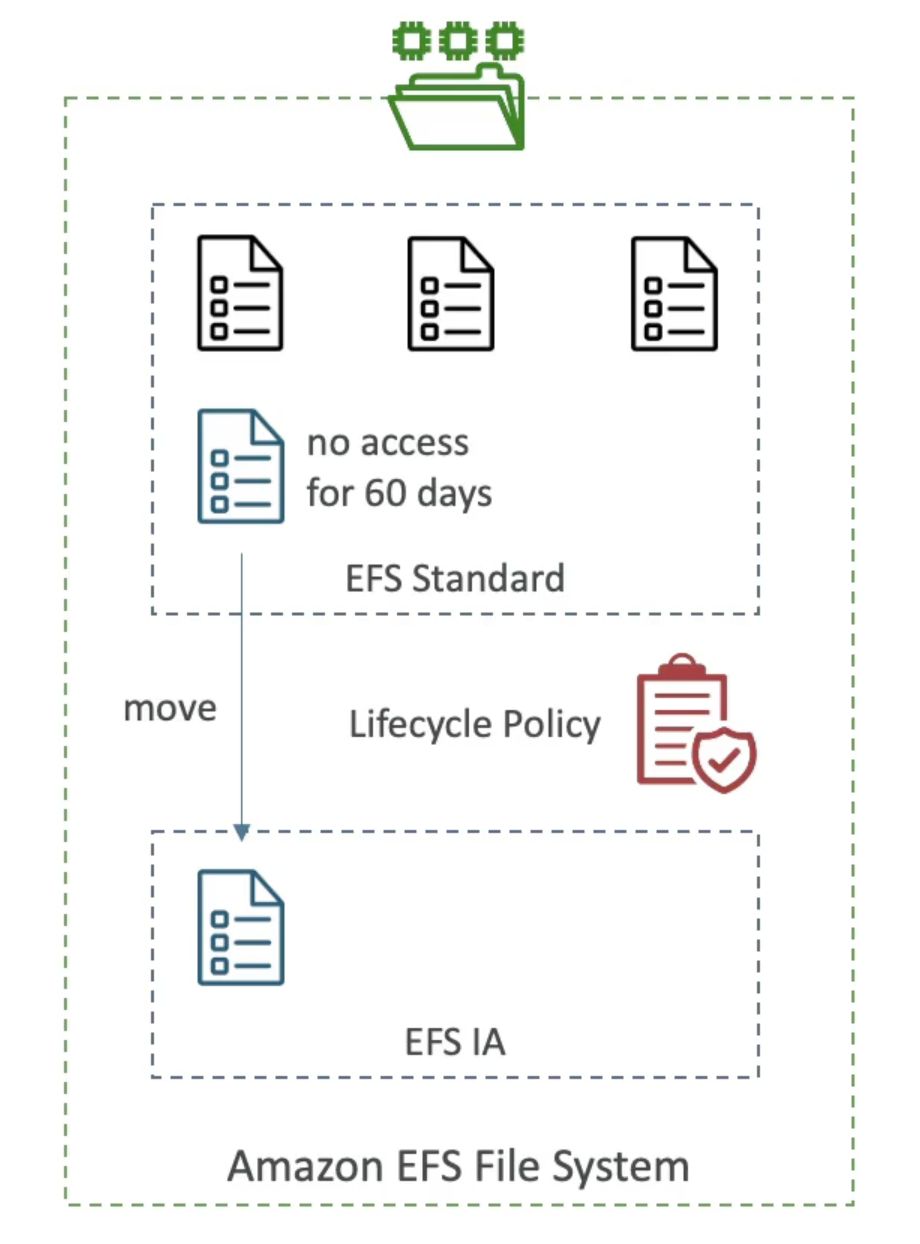 no access
for 60 days
EFS Standard
move
Lifecycle Policy
EFS IA
Amazon EFS File System